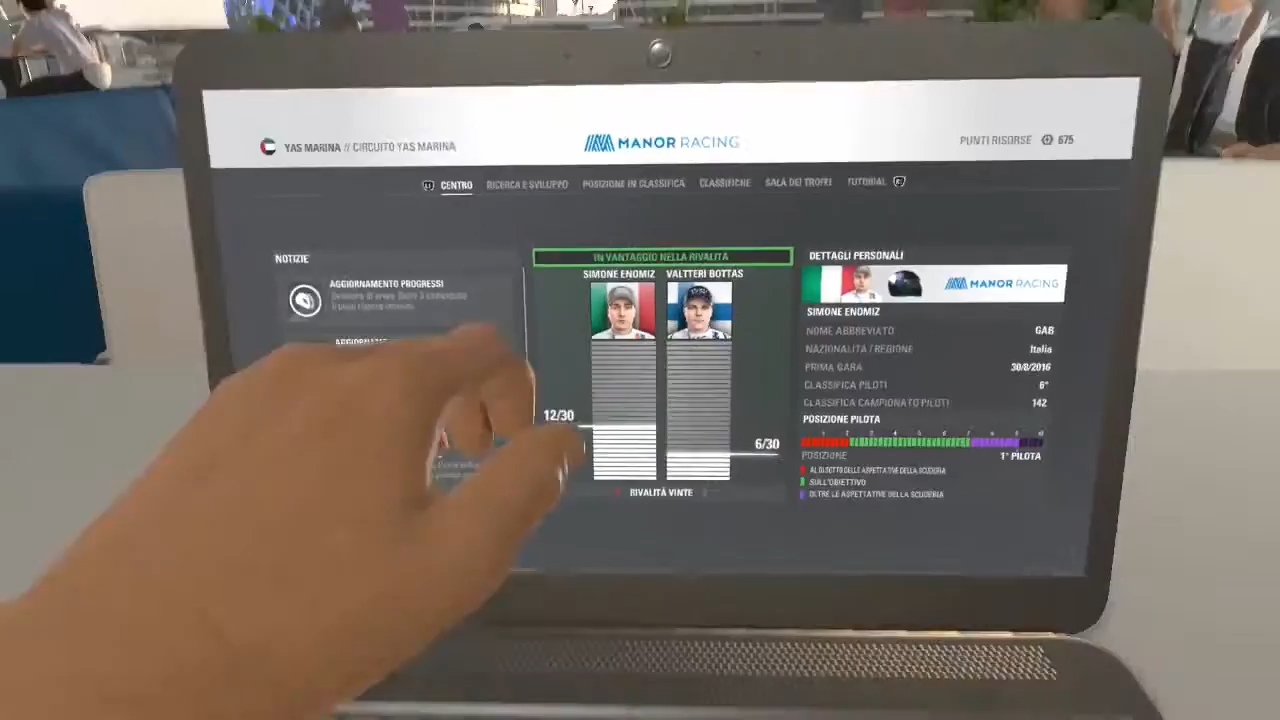 YAS MARINA // CIRCUITO YAS MARINA
MANOR RACING
PUNTI RISORSE 675
CENTRO RICERCA E SVILUPPO POSIZIONE IN CLASSIFICA CLASSIFICHE SALA DEI TROFEI TUTORIAL
NOTIZIE
AGGIORNAMENTO PROGRESSI
IN VANTAGGIO NELLA RIVALITÀ
SIMONE ENOMIZ VALTTERI BOTTAS
12/30
6/30
RIVALITÀ VINTE
DETTAGLI PERSONALI
MANOR RACING
SIMONE ENOMIZ
NOME ABBREVIATO GAB
NAZIONALITÀ / REGIONE Italia
PRIMA GARA 30/8/2016
CLASSIFICA PILOTI 6°
CLASSIFICA CAMPIONATO PILOTI 142
POSIZIONE PILOTA
POSIZIONE 1° PILOTA
AL DI SOTTO DELLE ASPETTATIVE DELLA SCUDERIA
SULL'OBIETTIVO
OLTRE LE ASPETTATIVE DELLA SCUDERIA